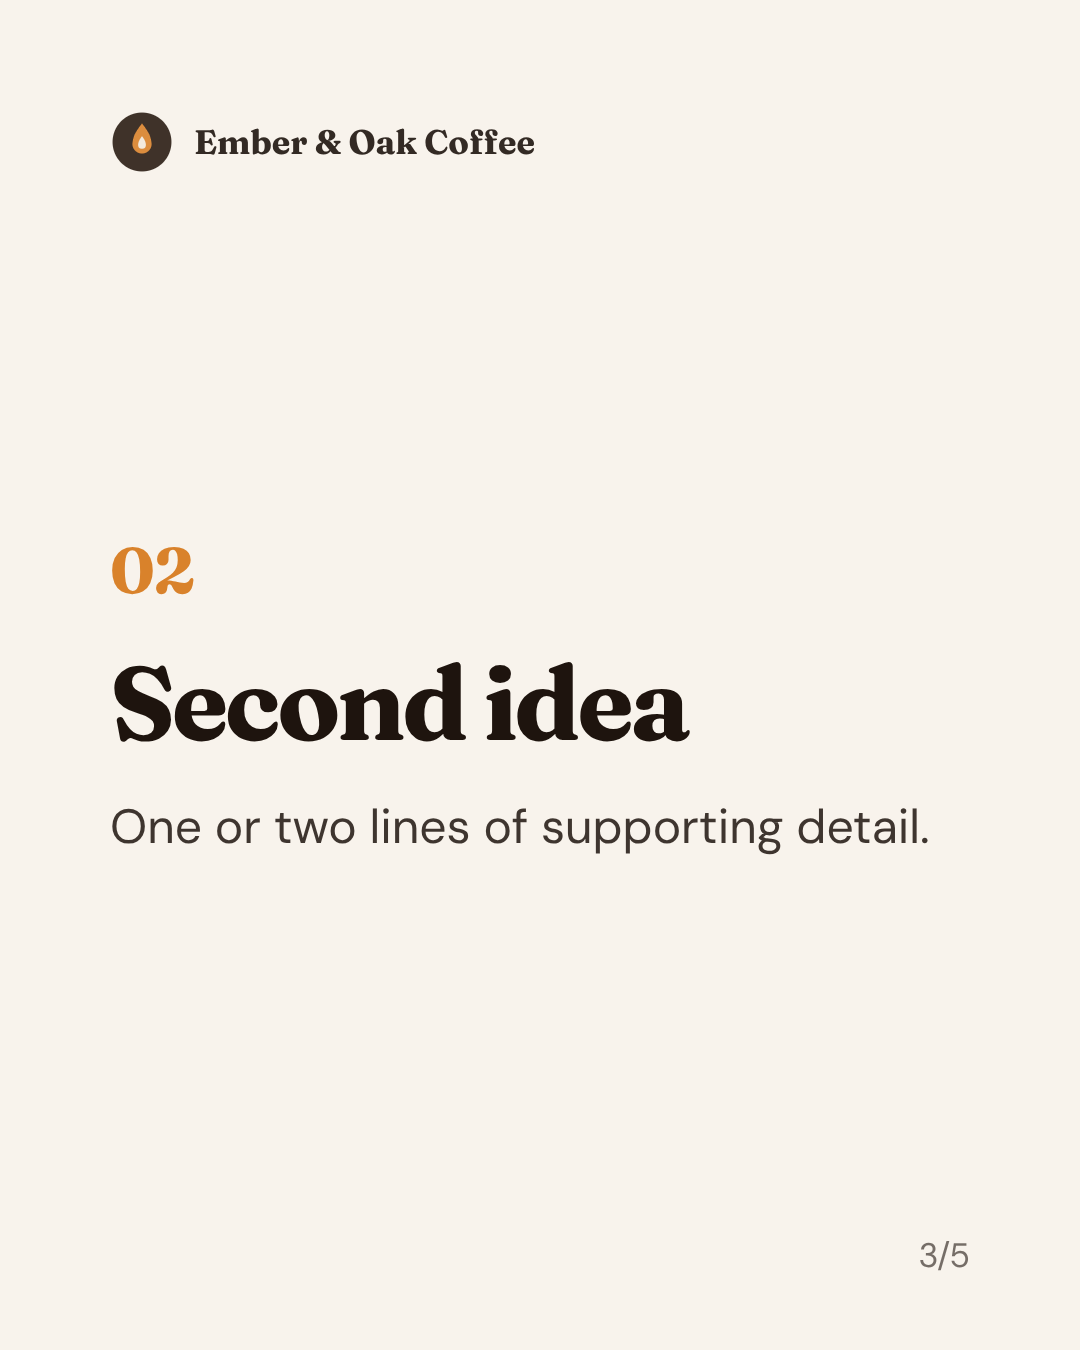 Ember & Oak Coffee
02
Second idea
One or two lines of supporting detail.
3/5